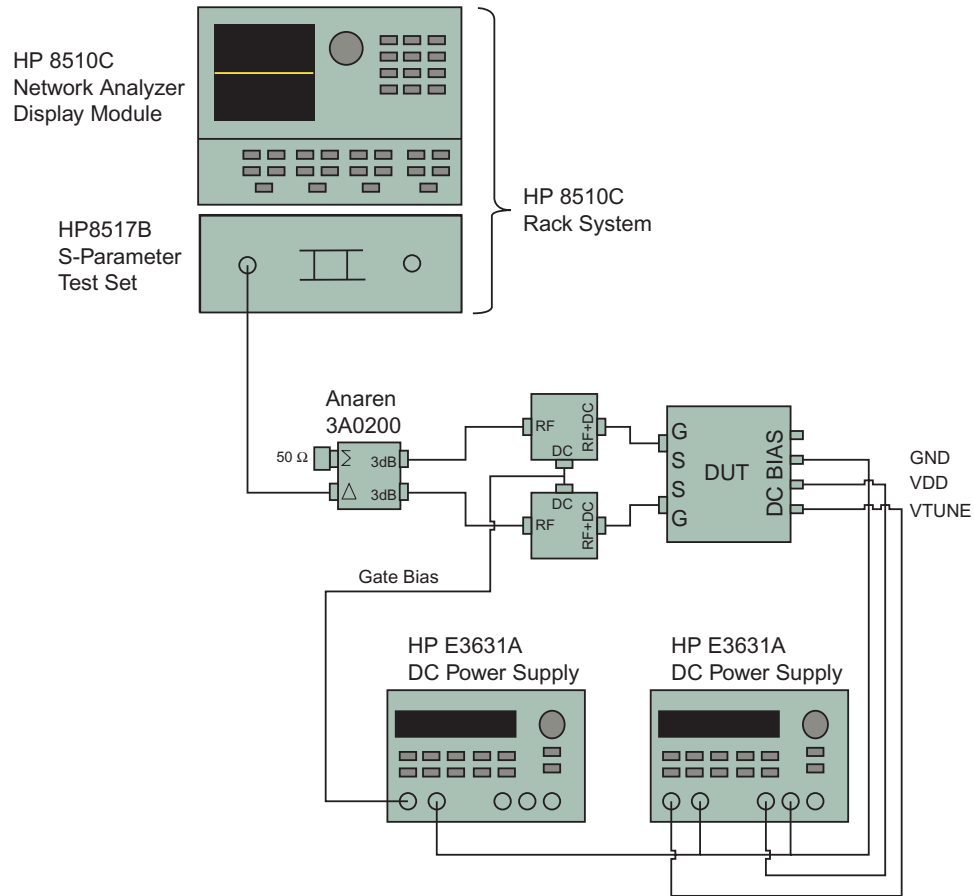 HP 8510C
Network Analyzer
Display Module
HP 8510C
Rack System
HP8517B
S-Parameter
Test Set
Anaren
3A0200
50 Ω
Σ
3dB
Δ
3dB
RF
RF+DC
DC
DC
RF
RF+DC
G
S
S
G
DUT
DC BIAS
GND
VDD
VTUNE
Gate Bias
HP E3631A
DC Power Supply
HP E3631A
DC Power Supply